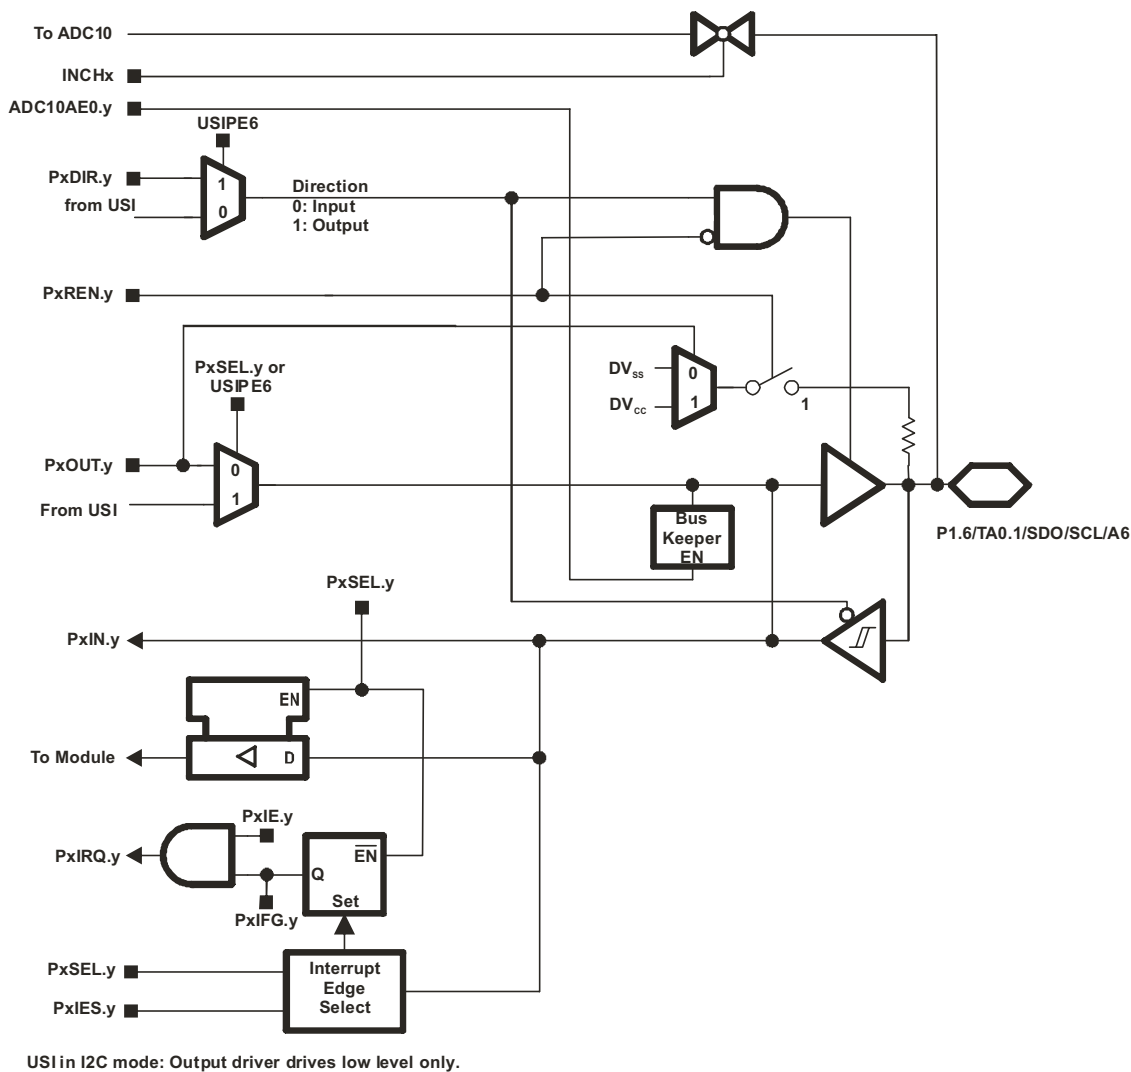 To ADC10
INCHx
ADC10AE0.y
USIPE6
PxDIR.y
1
from USI
0
Direction
0: Input
1: Output
PxREN.y
PxSEL.y or
USIPE6
DVss
0
DVcc
1
1
PxOUT.y
0
From USI
1
Bus
Keeper
EN
P1.6/TA0.1/SDO/SCL/A6
PxSEL.y
PxIN.y
EN
To Module
D
PxIE.y
PxIRQ.y
EN
Q
Set
PxIFG.y
PxSEL.y
PxIES.y
Interrupt
Edge
Select
USI in I2C mode: Output driver drives low level only.